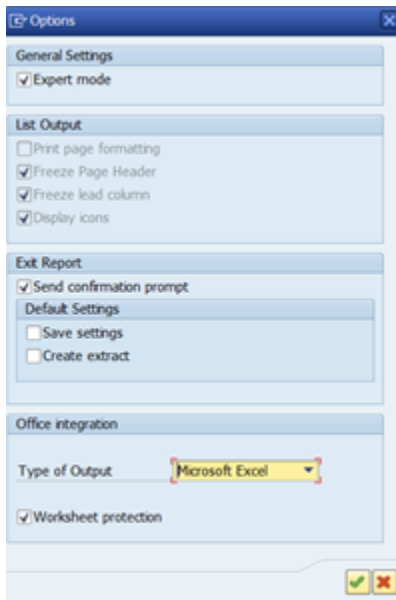 Options
General Settings
Expert mode
List Output
Print page formatting
Freeze Page Header
Freeze lead column
Display icons
Exit Report
Send confirmation prompt
Default Settings
Save settings
Create extract
Office integration
Type of Output Microsoft Excel
Worksheet protection